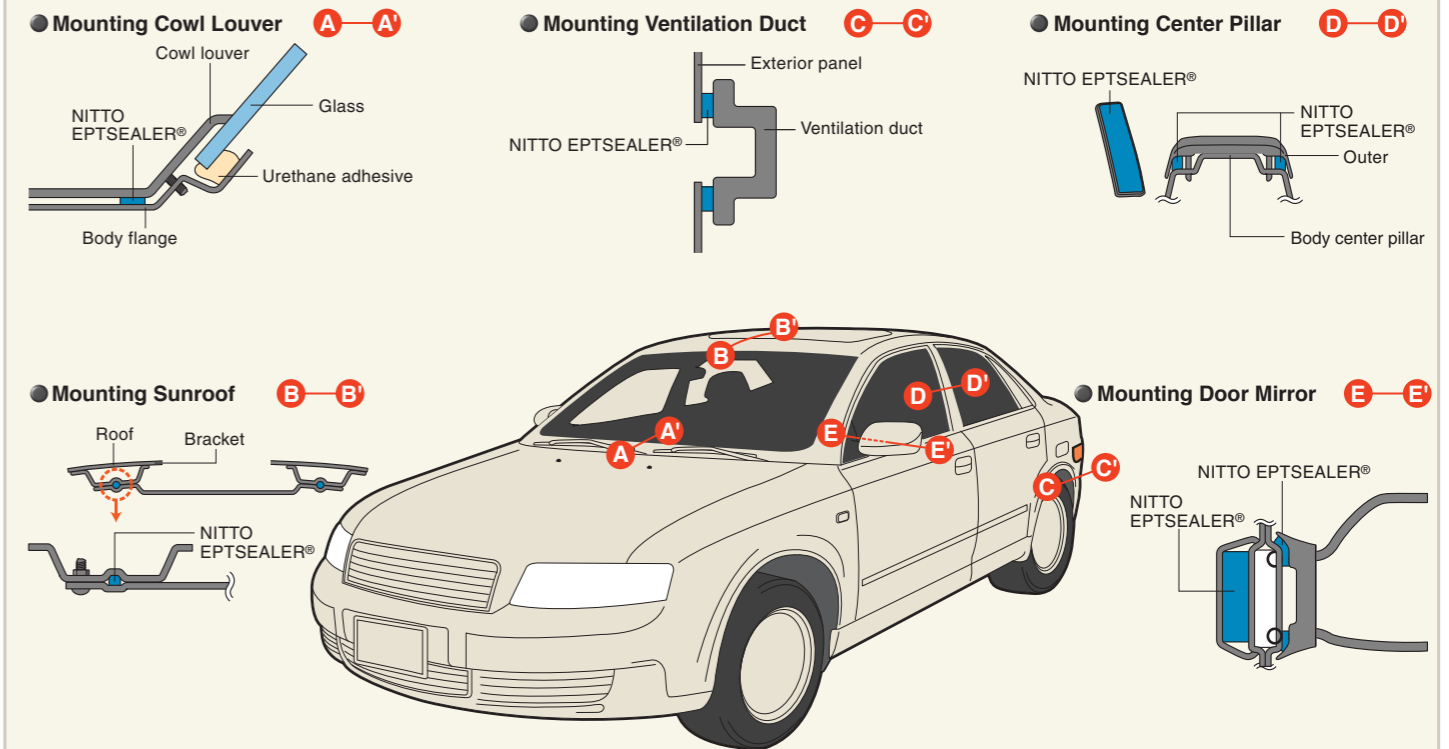 Mounting Cowl Louver A A'
Cowl louver
Glass
NITTO
EPTSEALER®
Urethane adhesive
Body flange
Mounting Ventilation Duct C C'
Exterior panel
NITTO EPTSEALER®
Ventilation duct
Mounting Center Pillar D D'
NITTO EPTSEALER®
NITTO
EPTSEALER®
Outer
Body center pillar
Mounting Sunroof B B'
Roof
Bracket
NITTO
EPTSEALER®
B B'
A A'
D D'
E E'
C C'
Mounting Door Mirror E E'
NITTO EPTSEALER®
NITTO
EPTSEALER®